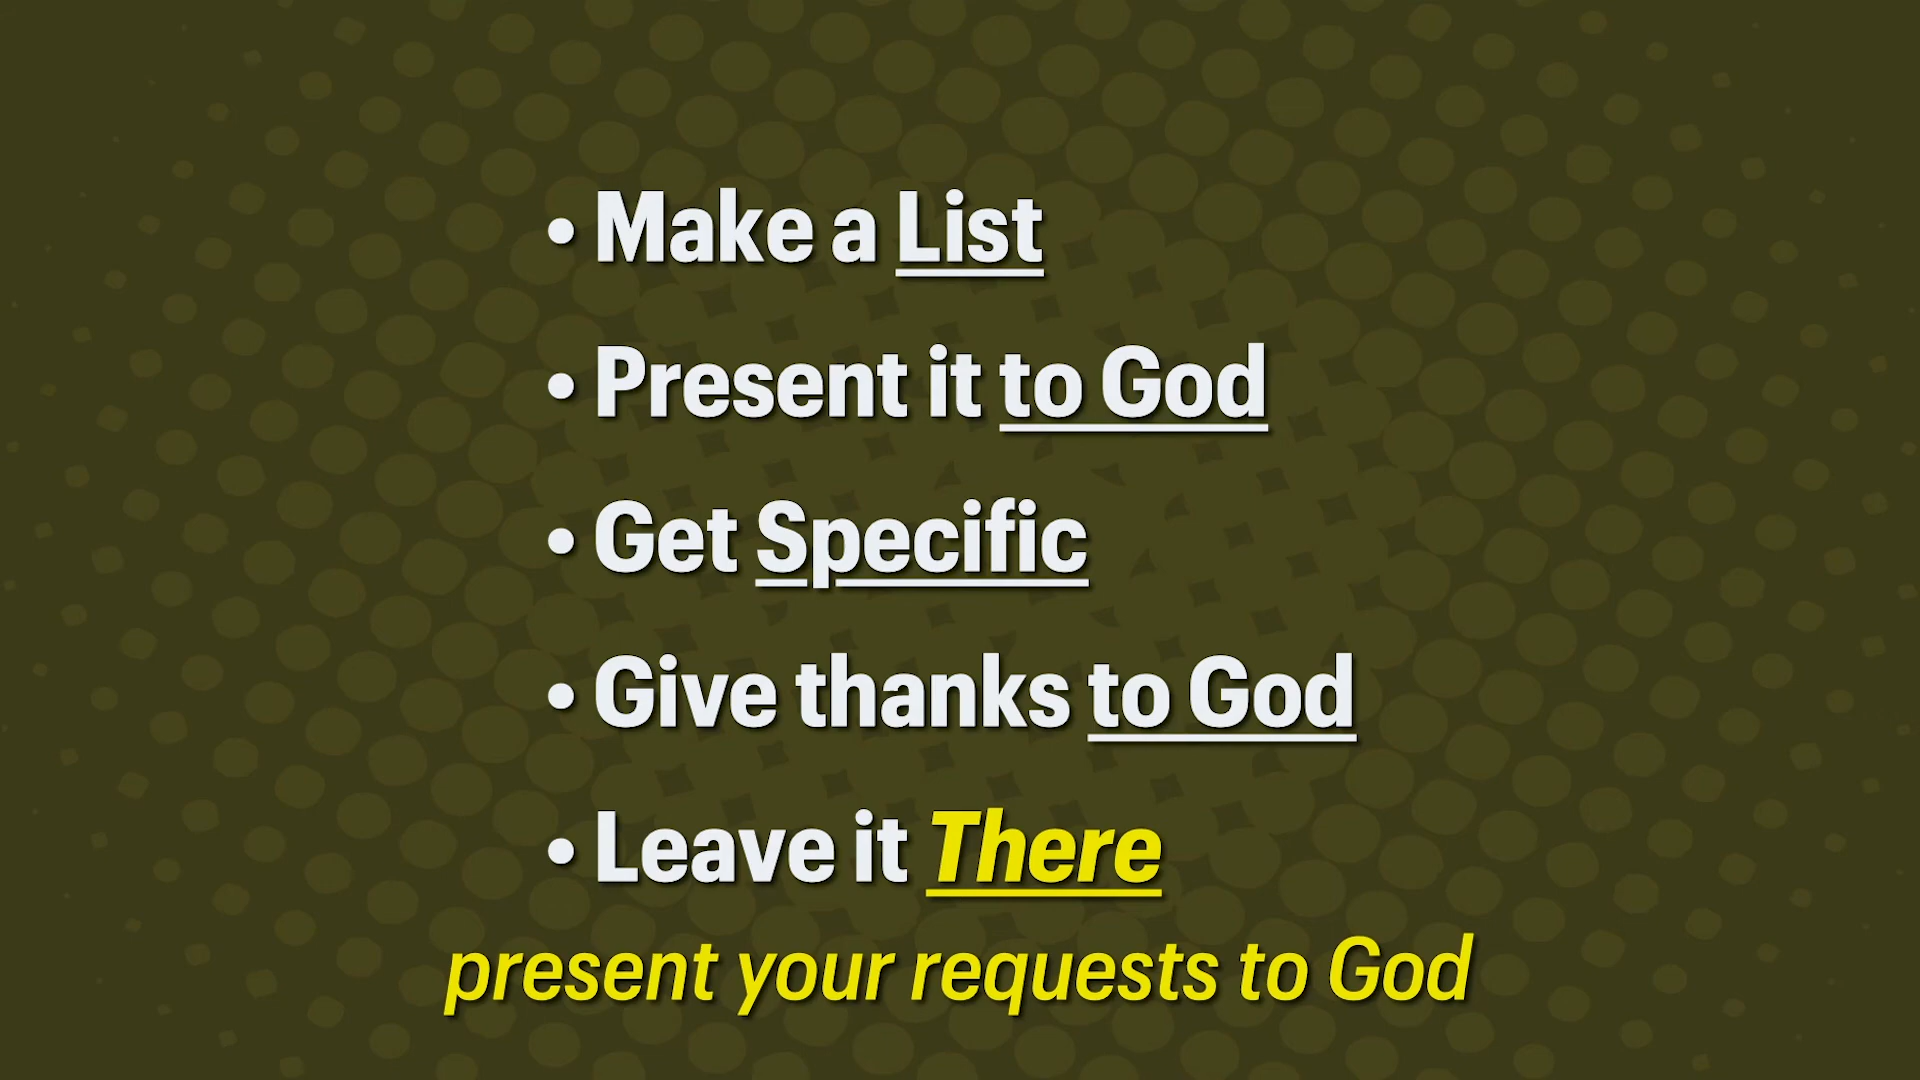 • Make a List
• Present it to God
• Get Specific
• Give thanks to God
• Leave it There
present your requests to God